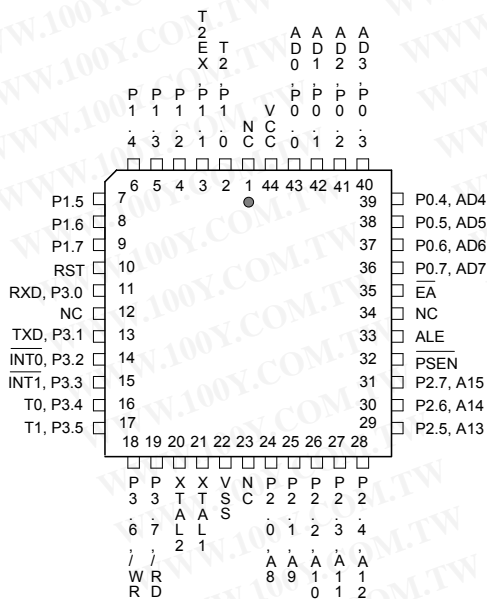 T2EX, P1.1
T2, P1.0
AD0, P0.0
AD1, P0.1
AD2, P0.2
AD3, P0.3
P1.4
P1.3
P1.2
NC
VCC
6 5 4 3 2 1 44 43 42 41 40
P1.5 7
P1.6 8
P1.7 9
RST 10
RXD, P3.0 11
NC 12
TXD, P3.1 13
INT0, P3.2 14
INT1, P3.3 15
T0, P3.4 16
T1, P3.5 17
39 P0.4, AD4
38 P0.5, AD5
37 P0.6, AD6
36 P0.7, AD7
35 EA
34 NC
33 ALE
32 PSEN
31 P2.7, A15
30 P2.6, A14
29 P2.5, A13
18 19 20 21 22 23 24 25 26 27 28
P3.6, /WR
P3.7, /RD
XTAL2
XTAL1
VSS
NC
P2.0, A8
P2.1, A9
P2.2, A10
P2.3, A11
P2.4, A12
WWW.100Y.COM.TW